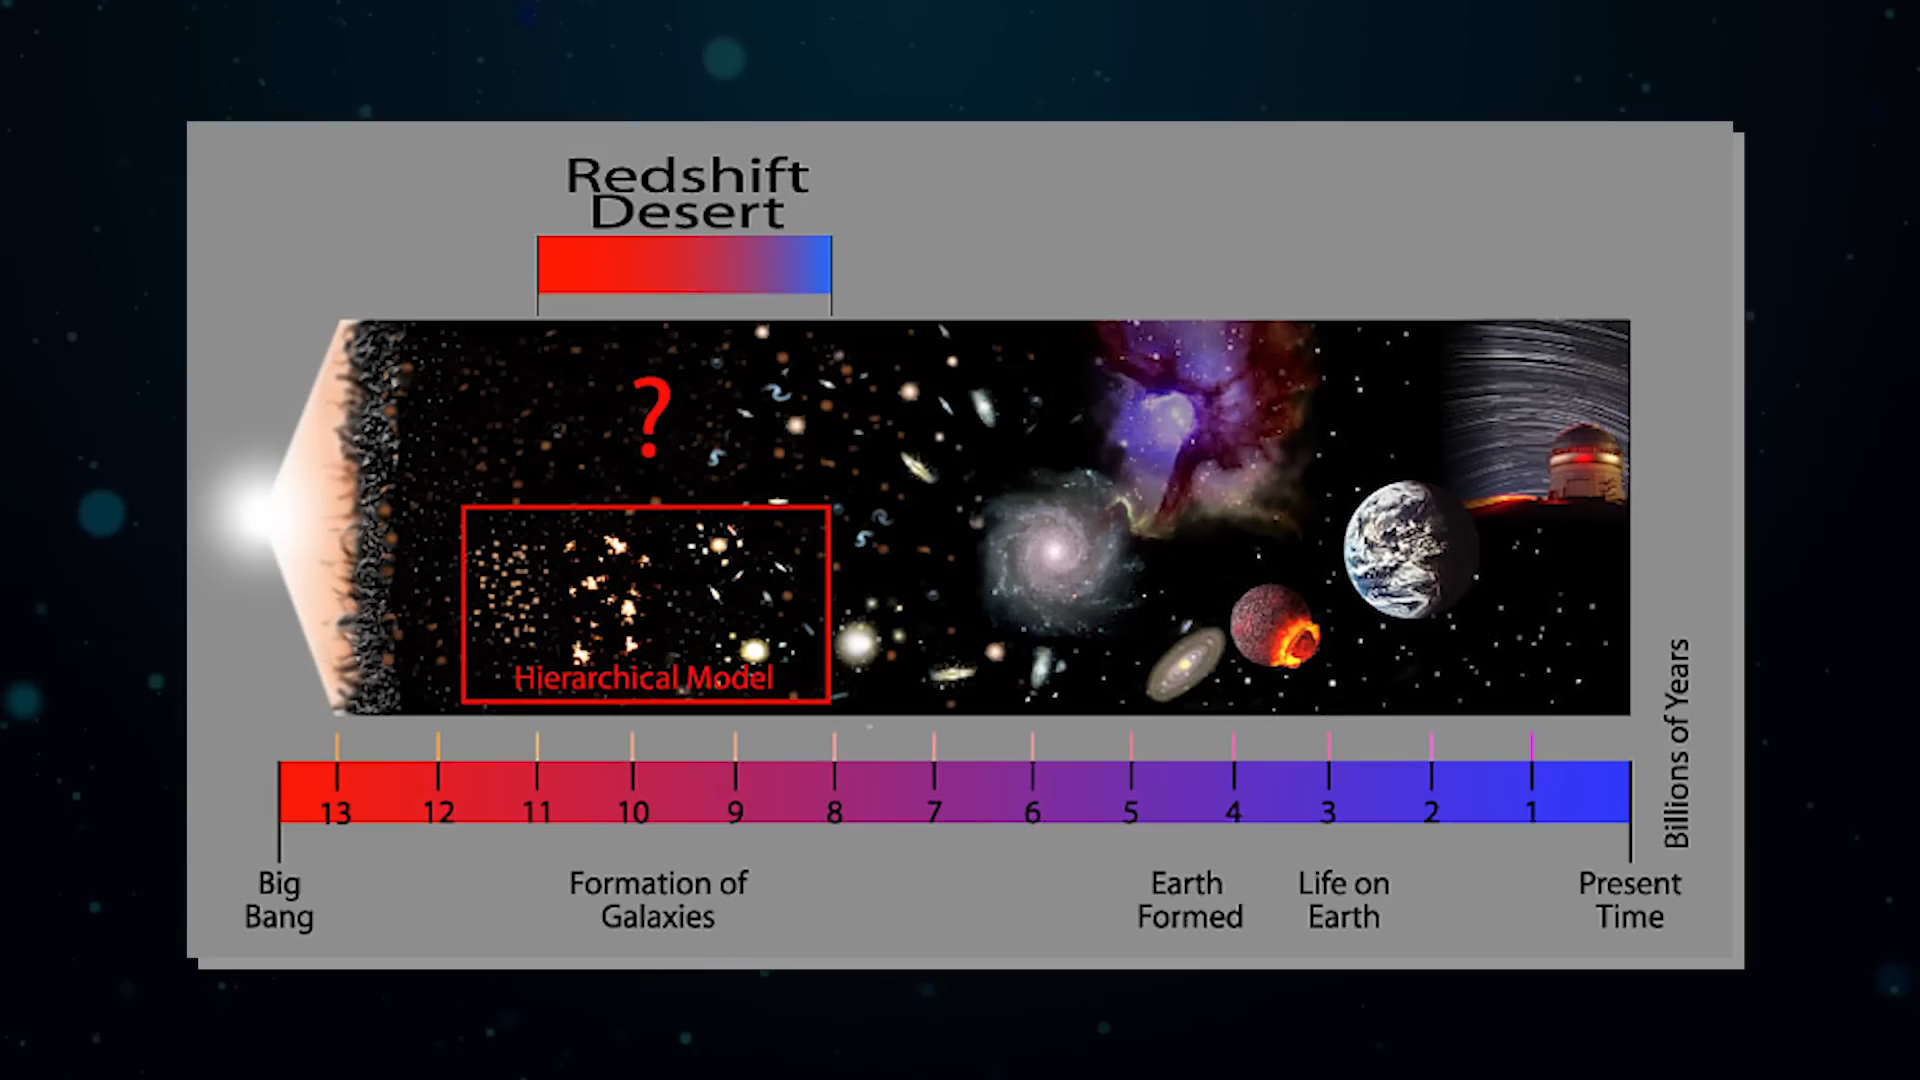 Redshift
Desert
?
Hierarchical Model
Billions of Years
13 12 11 10 9 8 7 6 5 4 3 2 1
Big
Bang
Formation of
Galaxies
Earth
Formed
Life on
Earth
Present
Time